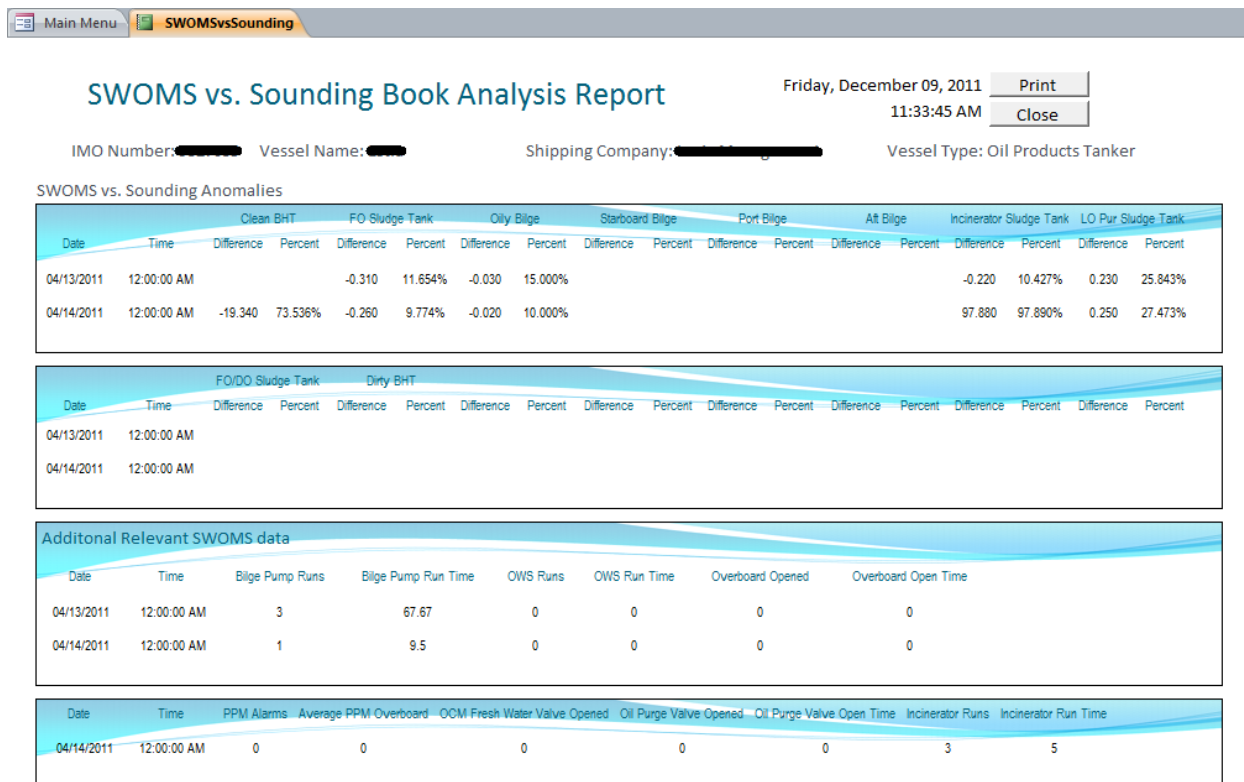 Main Menu SWOMSvsSounding
SWOMS vs. Sounding Book Analysis Report
Friday, December 09, 2011 Print
11:33:45 AM Close
IMO Number: Vessel Name: Shipping Company: Vessel Type: Oil Products Tanker
SWOMS vs. Sounding Anomalies
Clean BHT FO Sludge Tank Oily Bilge Starboard Bilge Port Bilge Aft Bilge Incinerator Sludge Tank LO Pur Sludge Tank
Date Time Difference Percent Difference Percent Difference Percent Difference Percent Difference Percent Difference Percent Difference Percent Difference Percent
04/13/2011 12:00:00 AM -0.310 11.654% -0.030 15.000% -0.220 10.427% 0.230 25.843%
04/14/2011 12:00:00 AM -19.340 73.536% -0.260 9.774% -0.020 10.000% 97.880 97.890% 0.250 27.473%
FO/DO Sludge Tank Dirty BHT
Date Time Difference Percent Difference Percent Difference Percent Difference Percent Difference Percent Difference Percent Difference Percent Difference Percent
04/13/2011 12:00:00 AM
04/14/2011 12:00:00 AM
Additonal Relevant SWOMS data
Date Time Bilge Pump Runs Bilge Pump Run Time OWS Runs OWS Run Time Overboard Opened Overboard Open Time
04/13/2011 12:00:00 AM 3 67.67 0 0 0 0
04/14/2011 12:00:00 AM 1 9.5 0 0 0 0
Date Time PPM Alarms Average PPM Overboard OCM Fresh Water Valve Opened Oil Purge Valve Opened Oil Purge Valve Open Time Incinerator Runs Incinerator Run Time
04/14/2011 12:00:00 AM 0 0 0 0 0 3 5